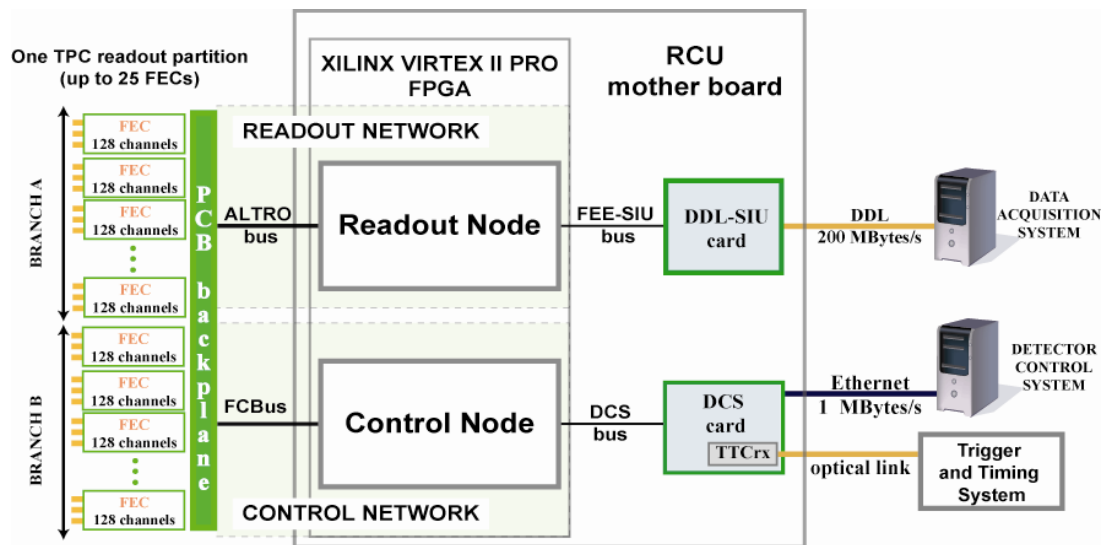 One TPC readout partition
(up to 25 FECs)
XILINX VIRTEX II PRO
FPGA
RCU
mother board
BRANCH A
FEC
128 channels
FEC
128 channels
FEC
128 channels
FEC
128 channels
BRANCH B
FEC
128 channels
FEC
128 channels
FEC
128 channels
FEC
128 channels
PCB backplane
READOUT NETWORK
ALTRO
bus
Readout Node
FEE-SIU
bus
DDL-SIU
card
DDL
200 MBytes/s
DATA
ACQUISITION
SYSTEM
FCBus
Control Node
DCS
bus
DCS
card
TTCrx
Ethernet
1 MBytes/s
DETECTOR
CONTROL
SYSTEM
optical link
Trigger
and Timing
System
CONTROL NETWORK